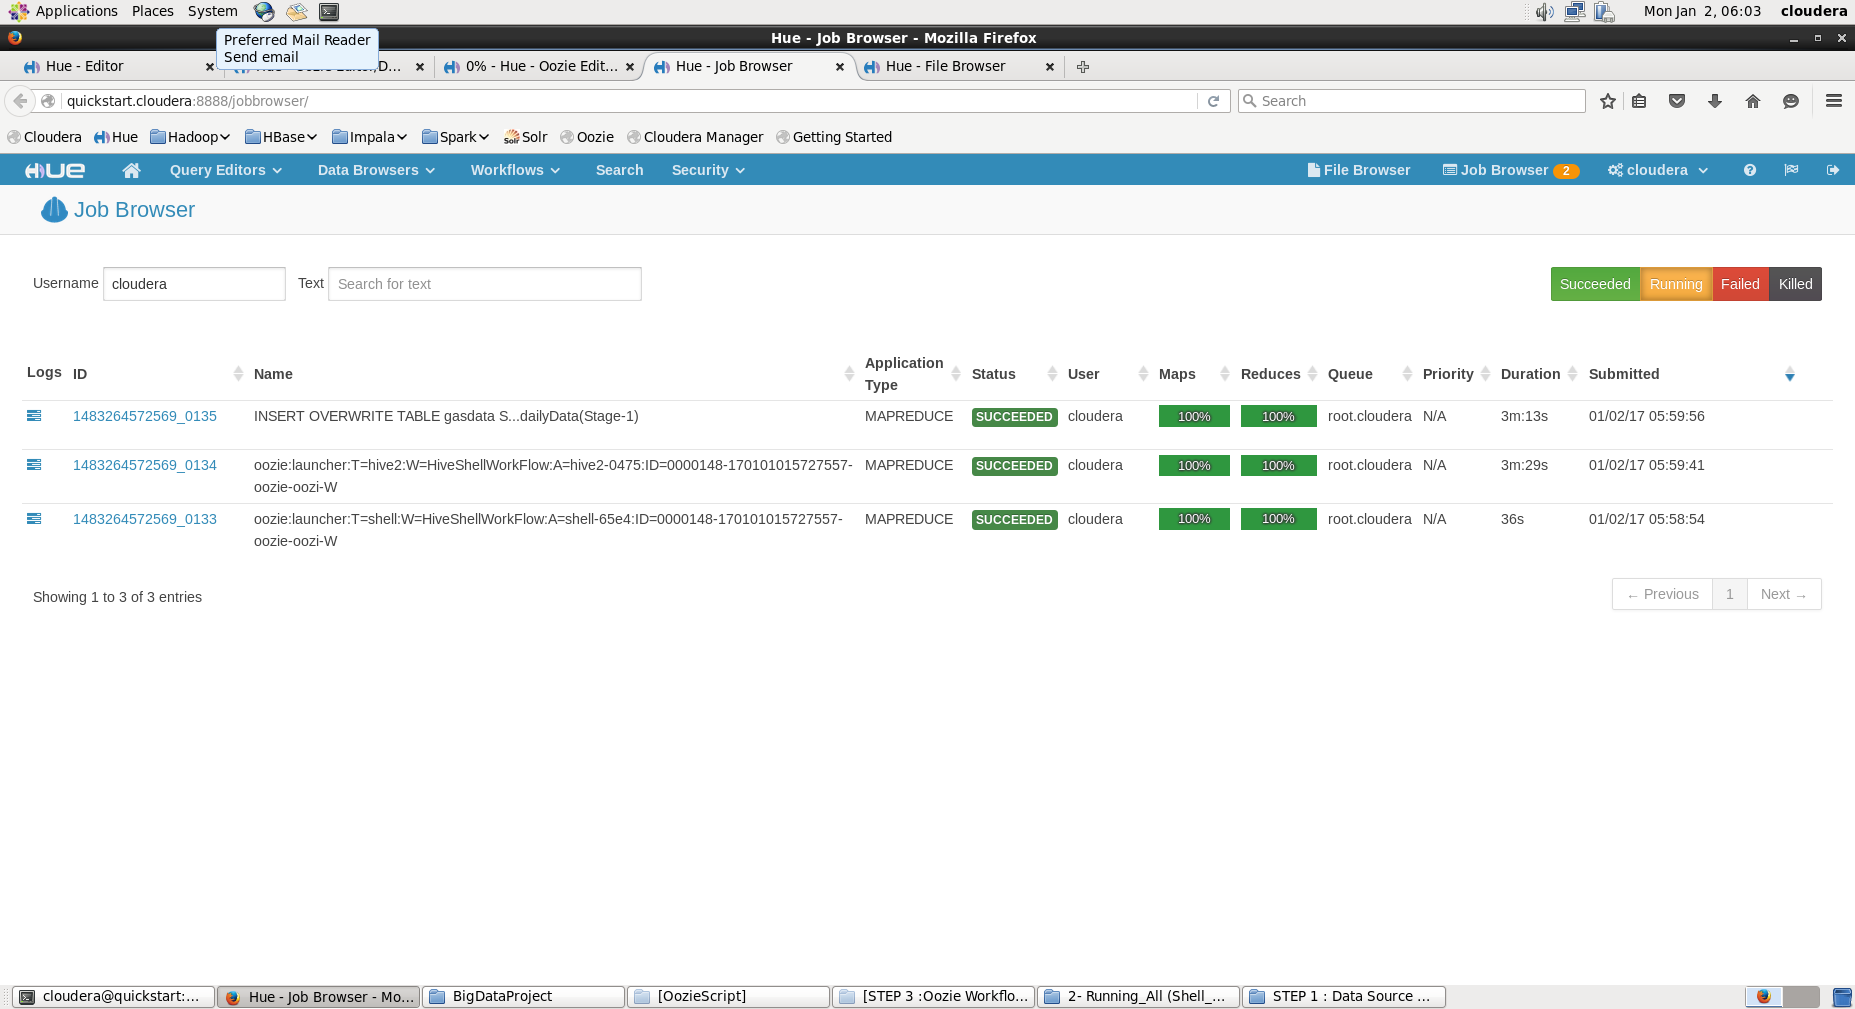 Applications Places System Mon Jan 2, 06:03 cloudera
Hue - Job Browser - Mozilla Firefox
Preferred Mail Reader
Send email
Hue - Editor 0% - Hue - Oozie Edit... Hue - Job Browser Hue - File Browser
quickstart.cloudera:8888/jobbrowser/ Search
Cloudera Hue Hadoop HBase Impala Spark Solr Oozie Cloudera Manager Getting Started
HUE Query Editors Data Browsers Workflows Search Security File Browser Job Browser 2 cloudera
Job Browser
Username cloudera Text Search for text Succeeded Running Failed Killed
Logs ID Name Application Type Status User Maps Reduces Queue Priority Duration Submitted
1483264572569_0135 INSERT OVERWRITE TABLE gasdata S...dailyData(Stage-1) MAPREDUCE SUCCEEDED cloudera 100% 100% root.cloudera N/A 3m:13s 01/02/17 05:59:56
1483264572569_0134 oozie:launcher:T=hive2:W=HiveShellWorkFlow:A=hive2-0475:ID=0000148-170101015727557- MAPREDUCE SUCCEEDED cloudera 100% 100% root.cloudera N/A 3m:29s 01/02/17 05:59:41
oozie-oozi-W
1483264572569_0133 oozie:launcher:T=shell:W=HiveShellWorkFlow:A=shell-65e4:ID=0000148-170101015727557- MAPREDUCE SUCCEEDED cloudera 100% 100% root.cloudera N/A 36s 01/02/17 05:58:54
oozie-oozi-W
Showing 1 to 3 of 3 entries ← Previous 1 Next →
cloudera@quickstart:... Hue - Job Browser - Mo... BigDataProject [OozieScript] [STEP 3 :Oozie Workflo... 2- Running_All (Shell_... STEP 1 : Data Source ...